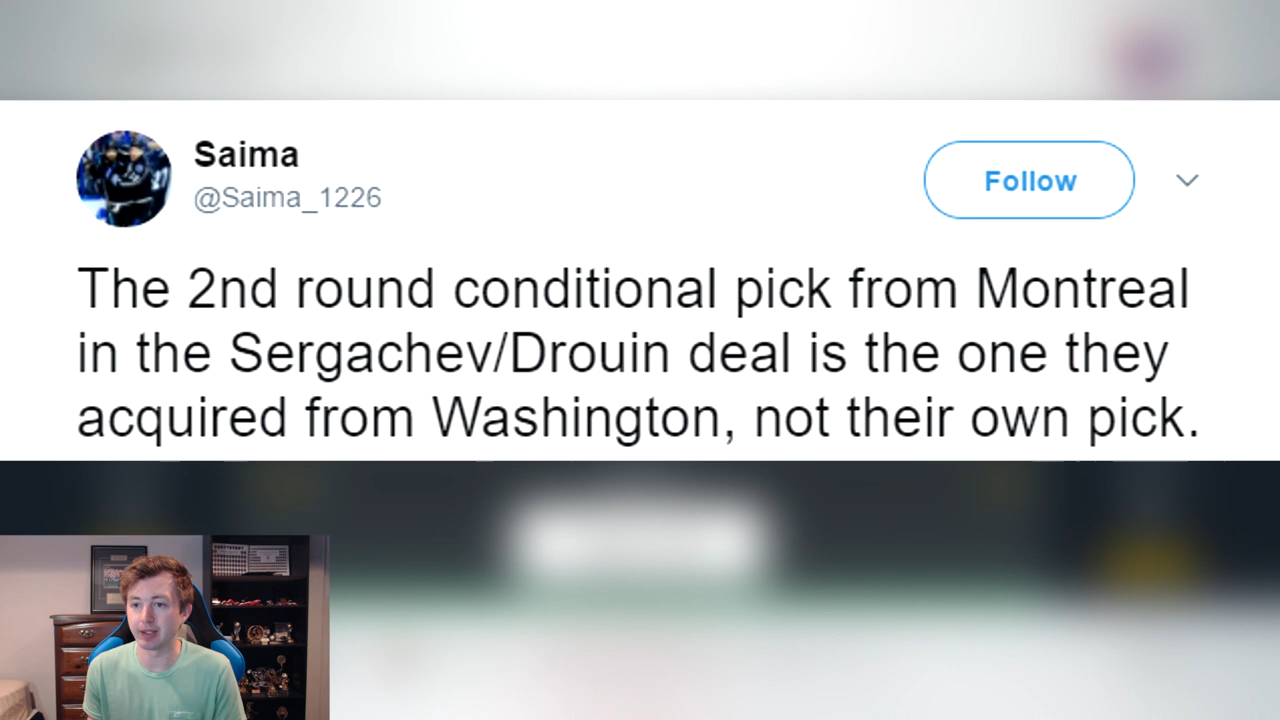 Saima
@Saima_1226
Follow
The 2nd round conditional pick from Montreal
in the Sergachev/Drouin deal is the one they
acquired from Washington, not their own pick.